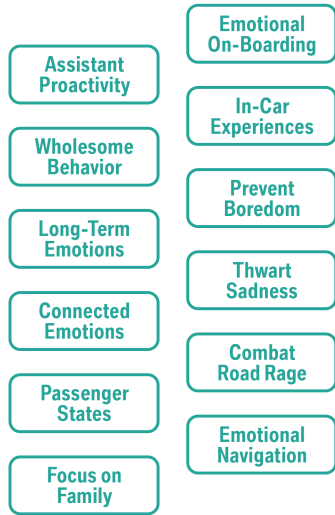 Assistant
Proactivity
Wholesome
Behavior
Long-Term
Emotions
Connected
Emotions
Passenger
States
Focus on
Family
Emotional
On-Boarding
In-Car
Experiences
Prevent
Boredom
Thwart
Sadness
Combat
Road Rage
Emotional
Navigation